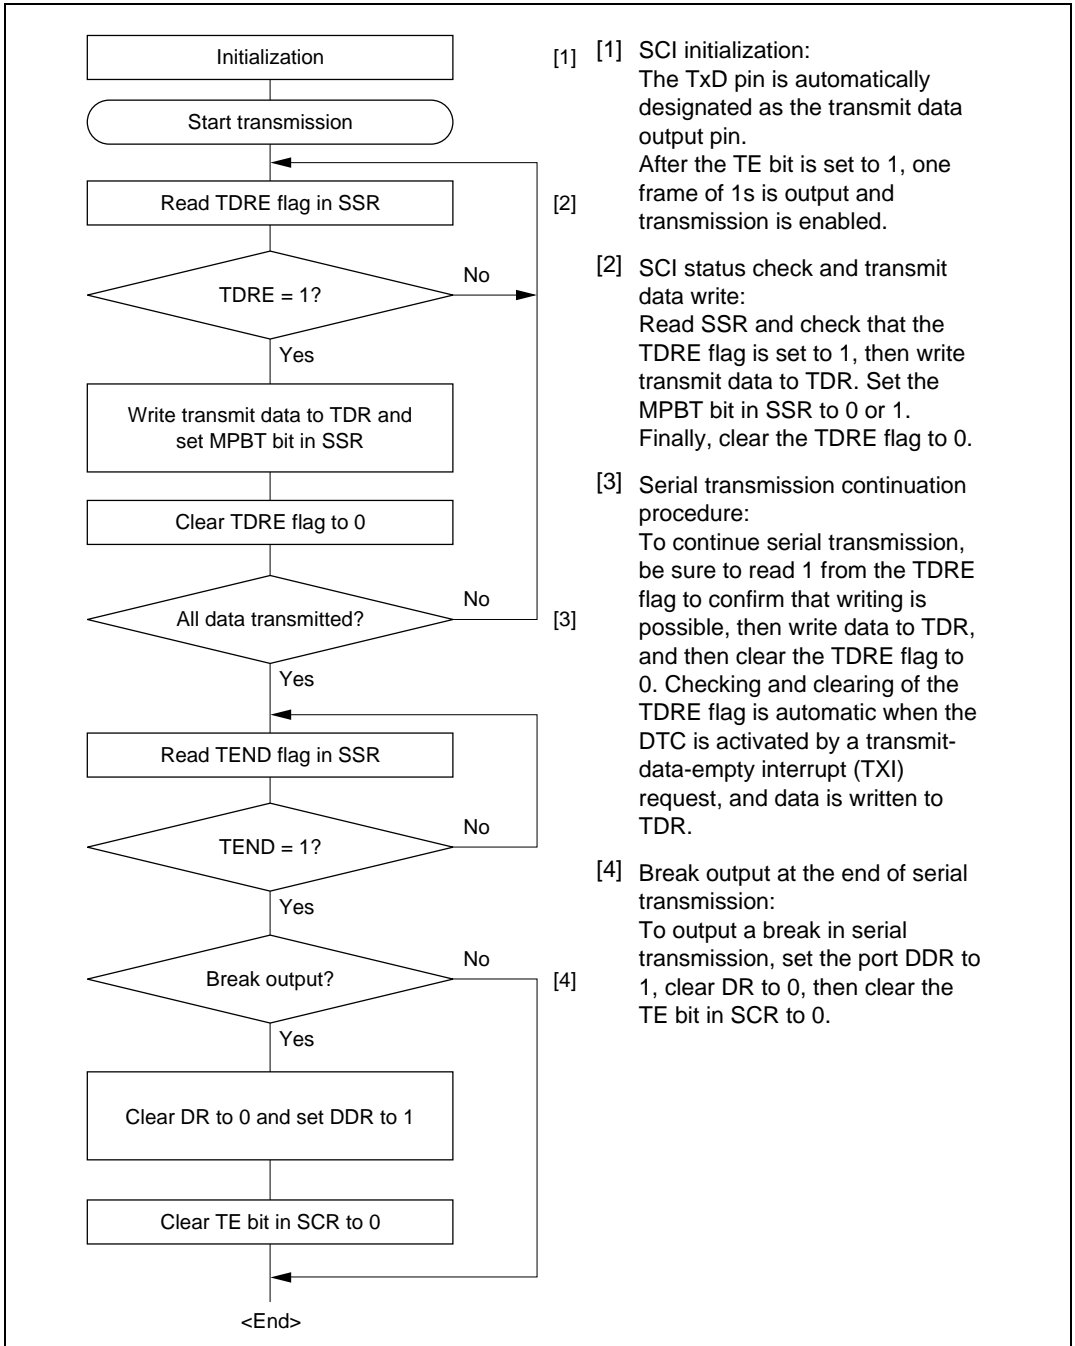 Initialization
[1]
Start transmission
Read TDRE flag in SSR
[2]
TDRE = 1?
No
Yes
Write transmit data to TDR and
set MPBT bit in SSR
Clear TDRE flag to 0
All data transmitted?
No
[3]
Yes
Read TEND flag in SSR
TEND = 1?
No
Yes
Break output?
No
[4]
Yes
Clear DR to 0 and set DDR to 1
Clear TE bit in SCR to 0
<End>
[1] SCI initialization:
The TxD pin is automatically
designated as the transmit data
output pin.
After the TE bit is set to 1, one
frame of 1s is output and
transmission is enabled.
[2] SCI status check and transmit
data write:
Read SSR and check that the
TDRE flag is set to 1, then write
transmit data to TDR. Set the
MPBT bit in SSR to 0 or 1.
Finally, clear the TDRE flag to 0.
[3] Serial transmission continuation
procedure:
To continue serial transmission,
be sure to read 1 from the TDRE
flag to confirm that writing is
possible, then write data to TDR,
and then clear the TDRE flag to
0. Checking and clearing of the
TDRE flag is automatic when the
DTC is activated by a transmit-
data-empty interrupt (TXI)
request, and data is written to
TDR.
[4] Break output at the end of serial
transmission:
To output a break in serial
transmission, set the port DDR to
1, clear DR to 0, then clear the
TE bit in SCR to 0.